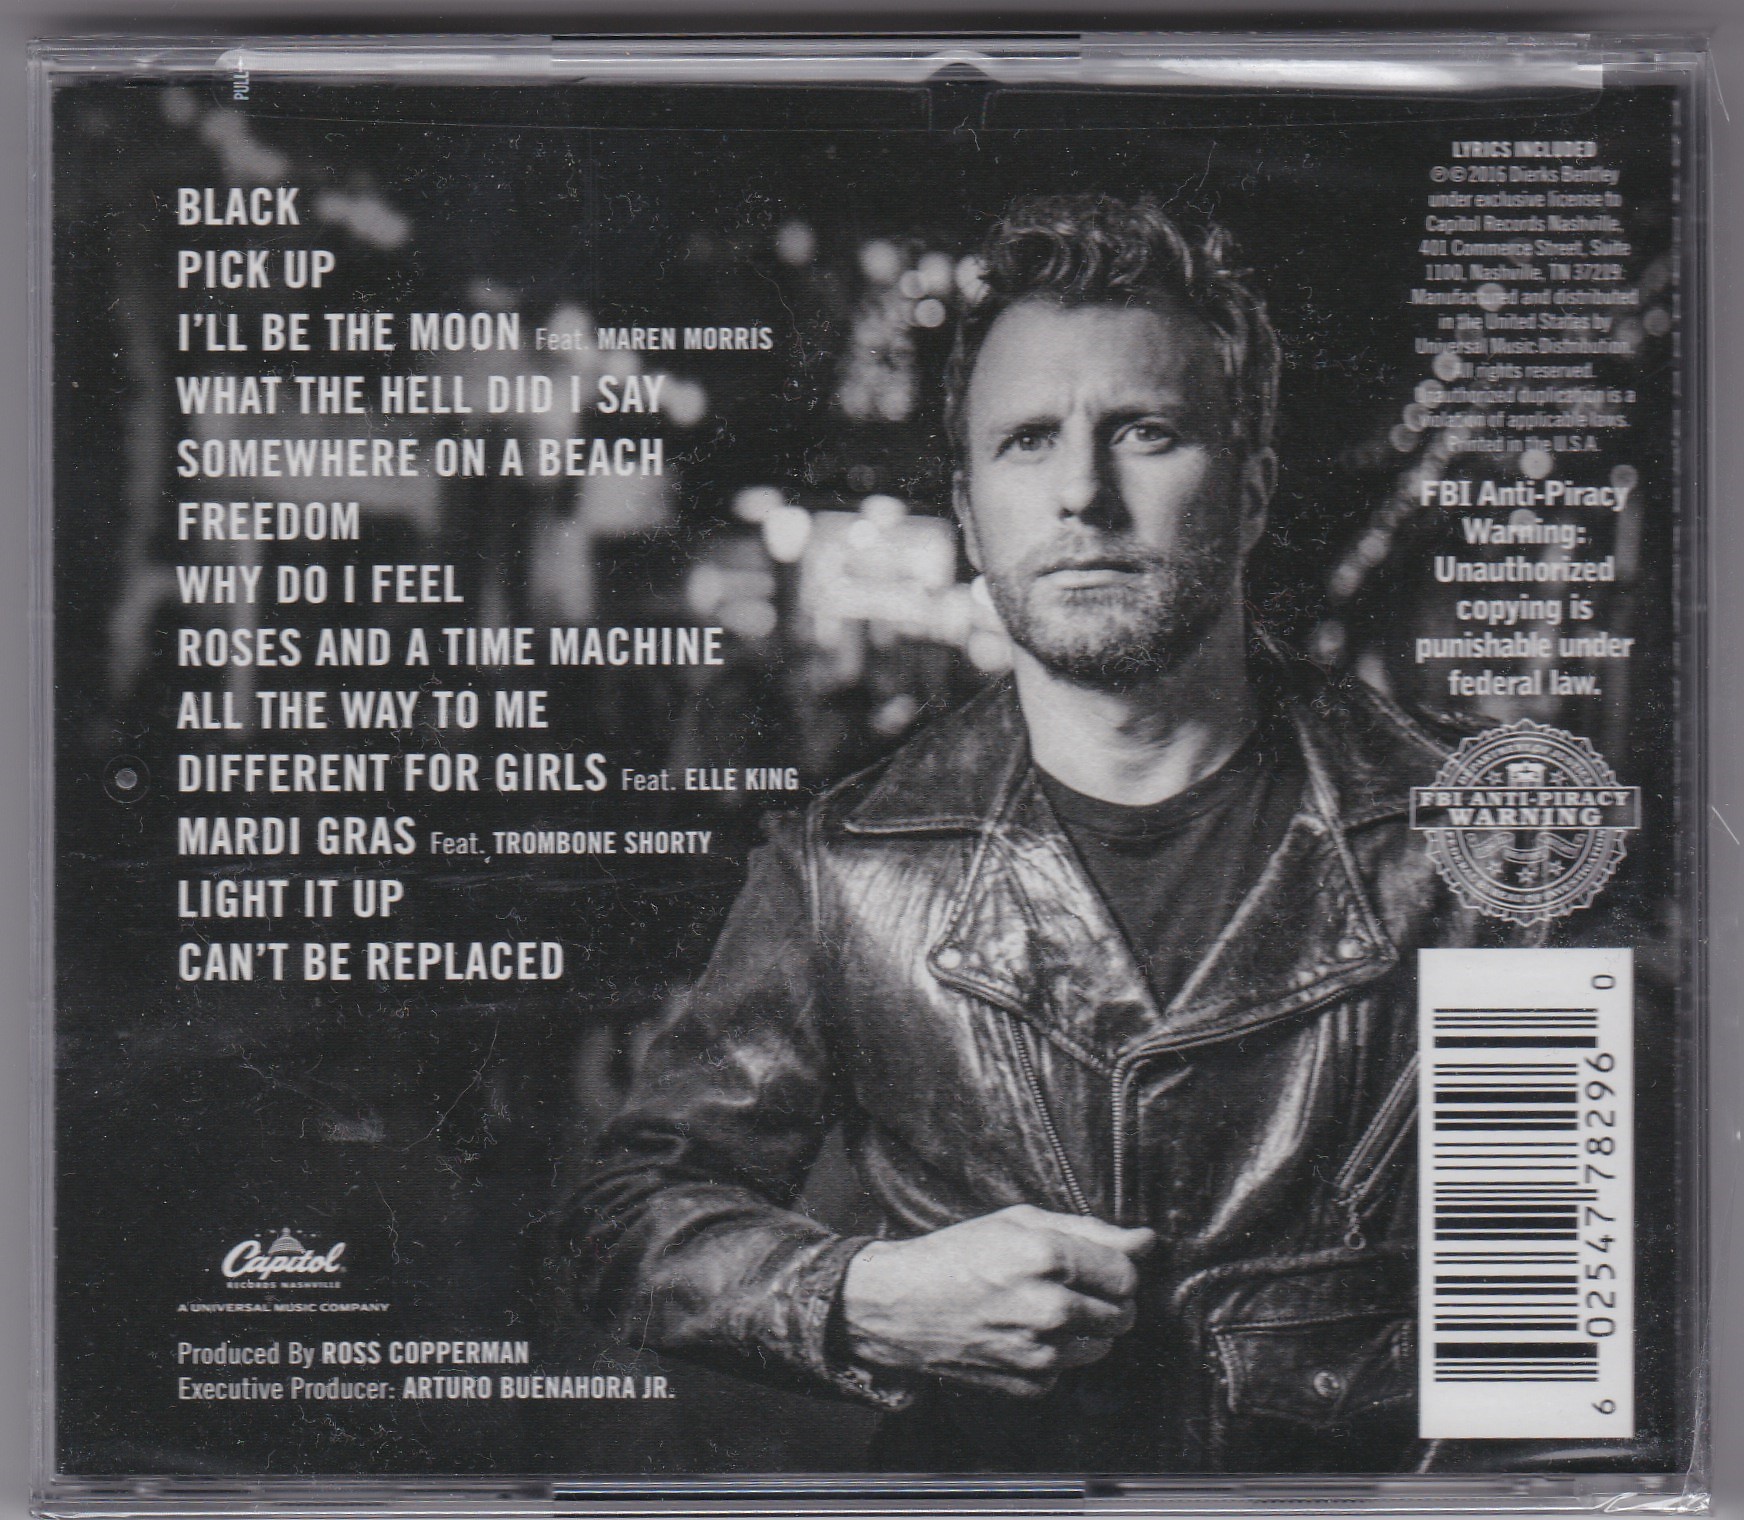 PULL
BLACK
PICK UP
I'LL BE THE MOON Feat. MAREN MORRIS
WHAT THE HELL DID I SAY
SOMEWHERE ON A BEACH
FREEDOM
WHY DO I FEEL
ROSES AND A TIME MACHINE
ALL THE WAY TO ME
DIFFERENT FOR GIRLS Feat. ELLE KING
MARDI GRAS Feat. TROMBONE SHORTY
LIGHT IT UP
CAN'T BE REPLACED
Capitol
RECORDS NASHVILLE
A UNIVERSAL MUSIC COMPANY
Produced By ROSS COPPERMAN
Executive Producer: ARTURO BUENAHORA JR.
LYRICS INCLUDED
℗©2016 Dierks Bentley
under exclusive license to
Capitol Records Nashville,
401 Commerce Street, Suite
1100, Nashville, TN 37219.
Manufactured and distributed
in the United States by
Universal Music Distribution.
All rights reserved.
Unauthorized duplication is a
violation of applicable laws.
Printed in the U.S.A.
FBI Anti-Piracy
Warning:
Unauthorized
copying is
punishable under
federal law.
FBI ANTI-PIRACY
WARNING
6 02547 78296 0